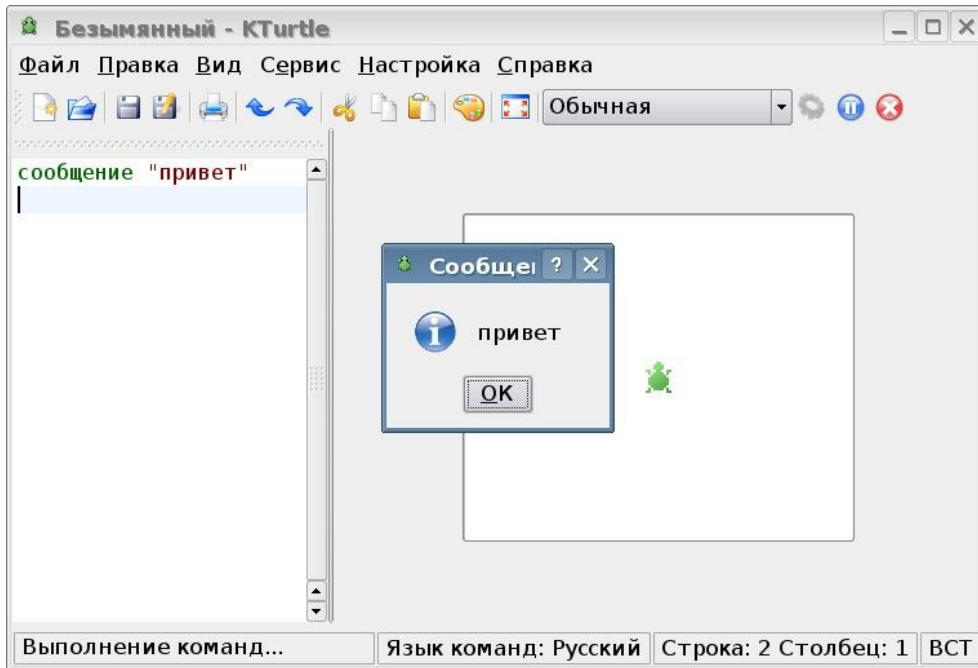 Безымянный - KTurtle
Файл Правка Вид Сервис Настройка Справка
Обычная
сообщение "привет"
Сообщен ?
привет
OK
Выполнение команд... Язык команд: Русский Строка: 2 Столбец: 1 ВСТ